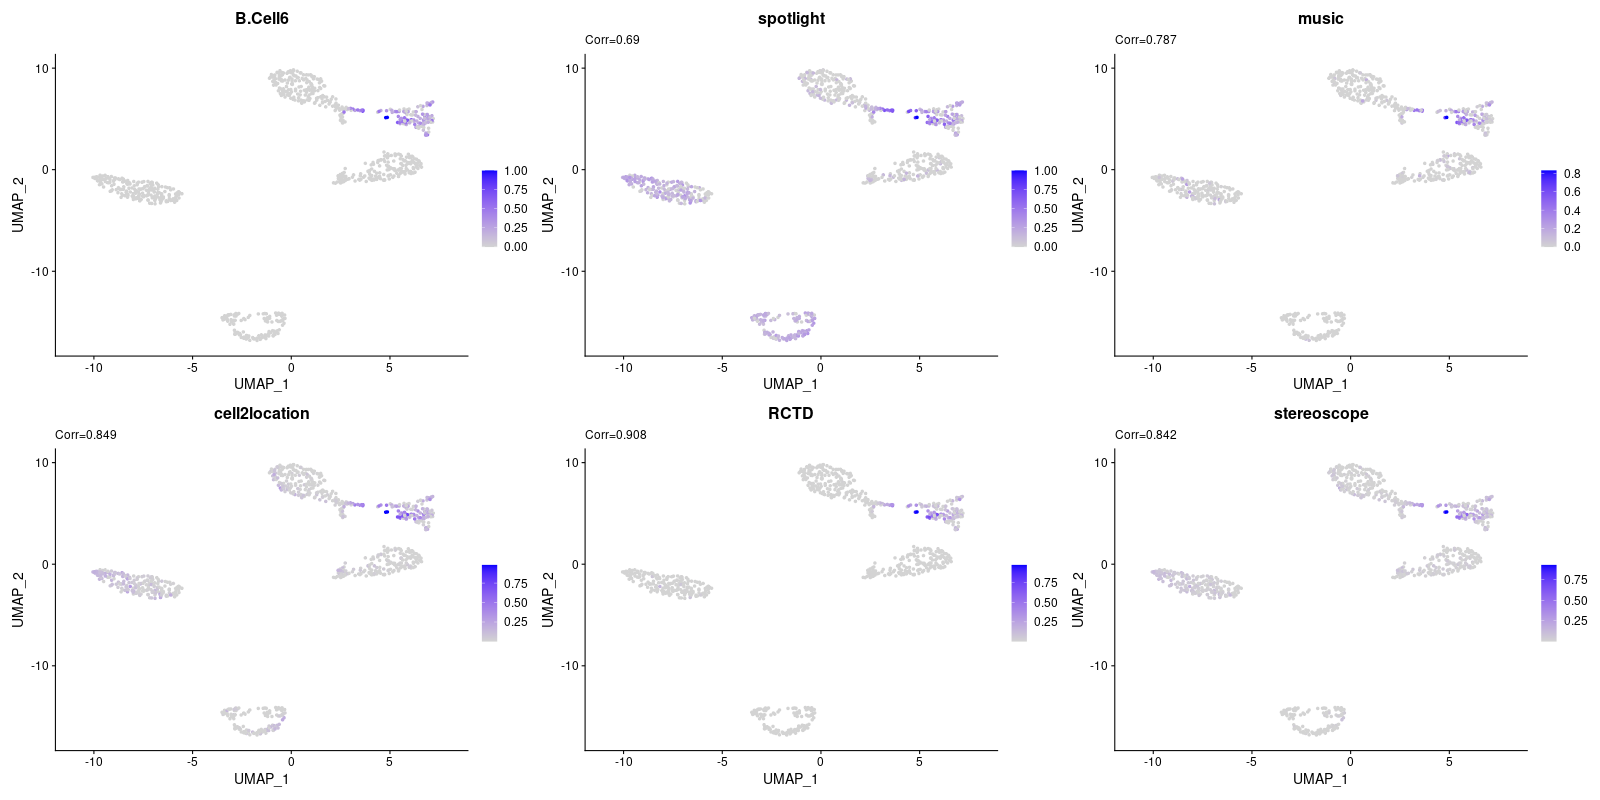 B.Cell6
10
0
-10
UMAP_2
-10
-5
0
5
UMAP_1
1.00
0.75
0.50
0.25
0.00
spotlight
Corr=0.69
10
0
-10
UMAP_2
-10
-5
0
5
UMAP_1
1.00
0.75
0.50
0.25
0.00
music
Corr=0.787
10
0
-10
UMAP_2
-10
-5
0
5
UMAP_1
0.8
0.6
0.4
0.2
0.0
cell2location
Corr=0.849
10
0
-10
UMAP_2
-10
-5
0
5
UMAP_1
0.75
0.50
0.25
RCTD
Corr=0.908
10
0
-10
UMAP_2
-10
-5
0
5
UMAP_1
0.75
0.50
0.25
stereoscope
Corr=0.842
10
0
-10
UMAP_2
-10
-5
0
5
UMAP_1
0.75
0.50
0.25